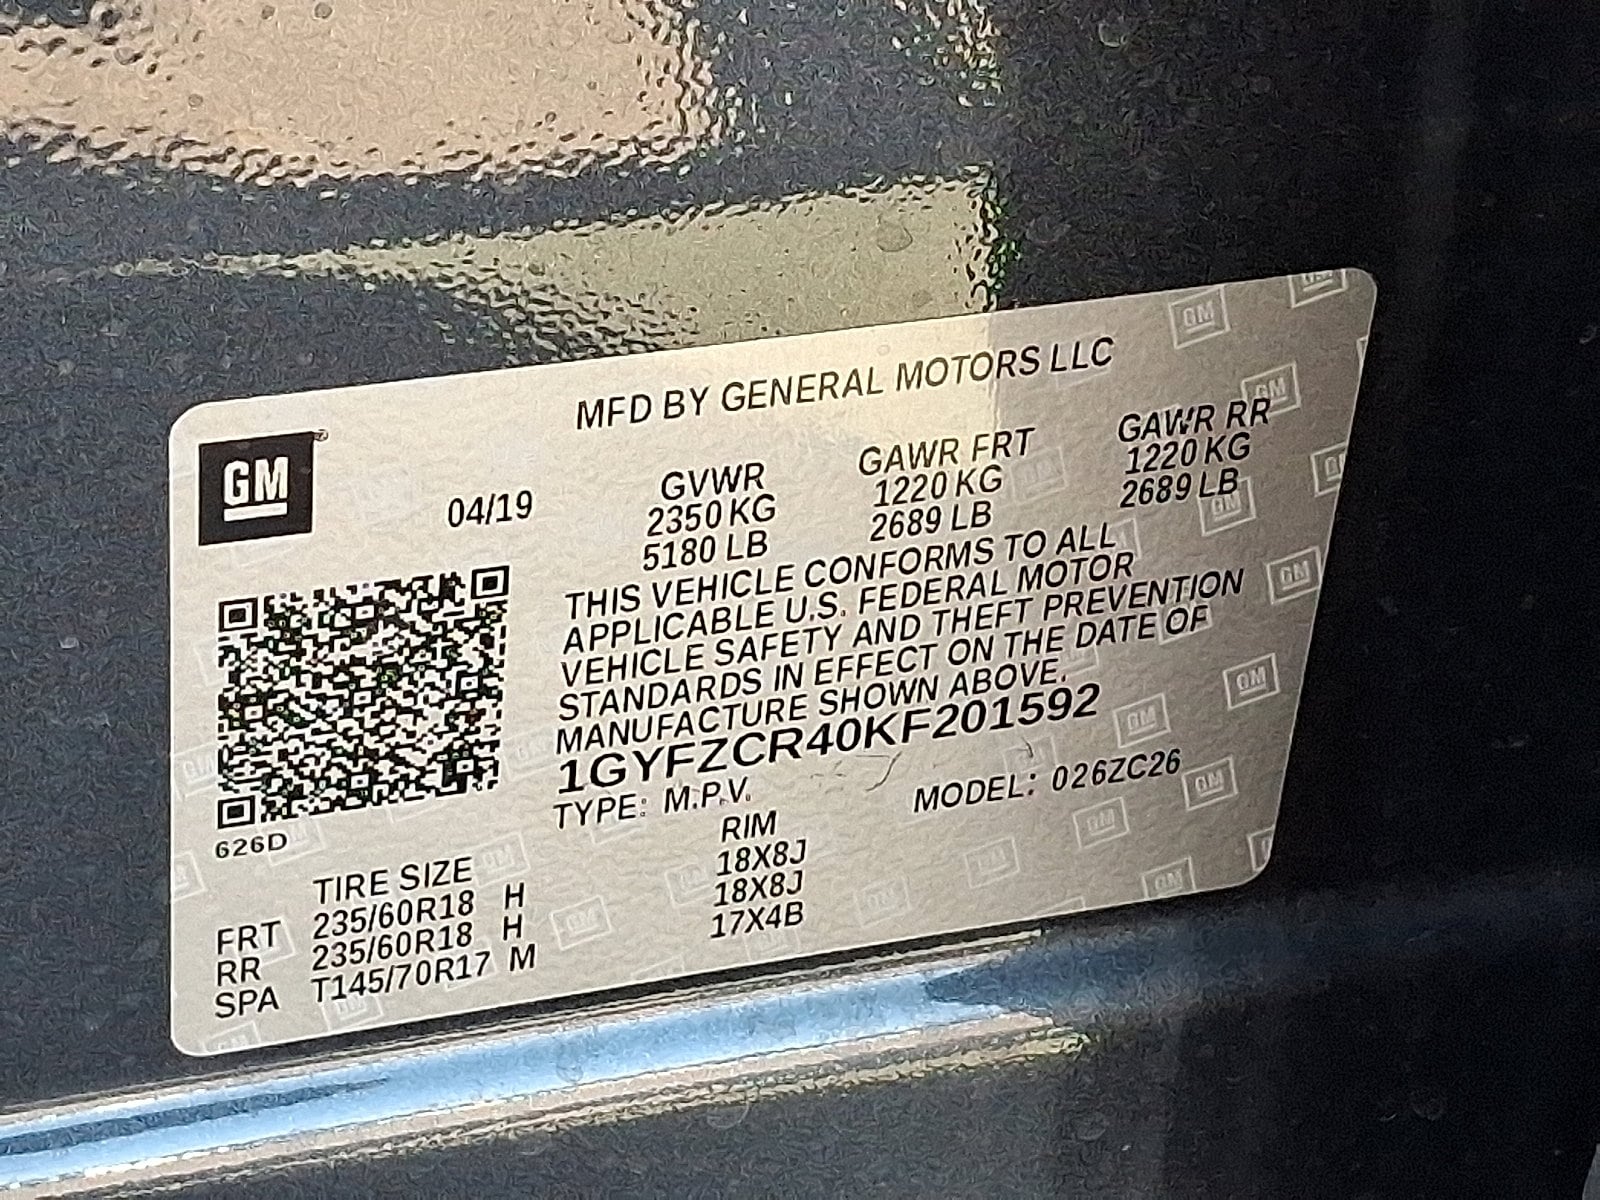 MFD BY GENERAL MOTORS LLC
GM
04/19
GVWR GAWR FRT GAWR RR
2350 KG 1220 KG 1220 KG
5180 LB 2689 LB 2689 LB
THIS VEHICLE CONFORMS TO ALL
APPLICABLE U.S. FEDERAL MOTOR
VEHICLE SAFETY AND THEFT PREVENTION
STANDARDS IN EFFECT ON THE DATE OF
MANUFACTURE SHOWN ABOVE.
1GYFZCR40KF201592
TYPE: M.P.V. MODEL: 026ZC26
626D
TIRE SIZE RIM
FRT 235/60R18 H 18X8J
RR 235/60R18 H 18X8J
SPA T145/70R17 M 17X4B